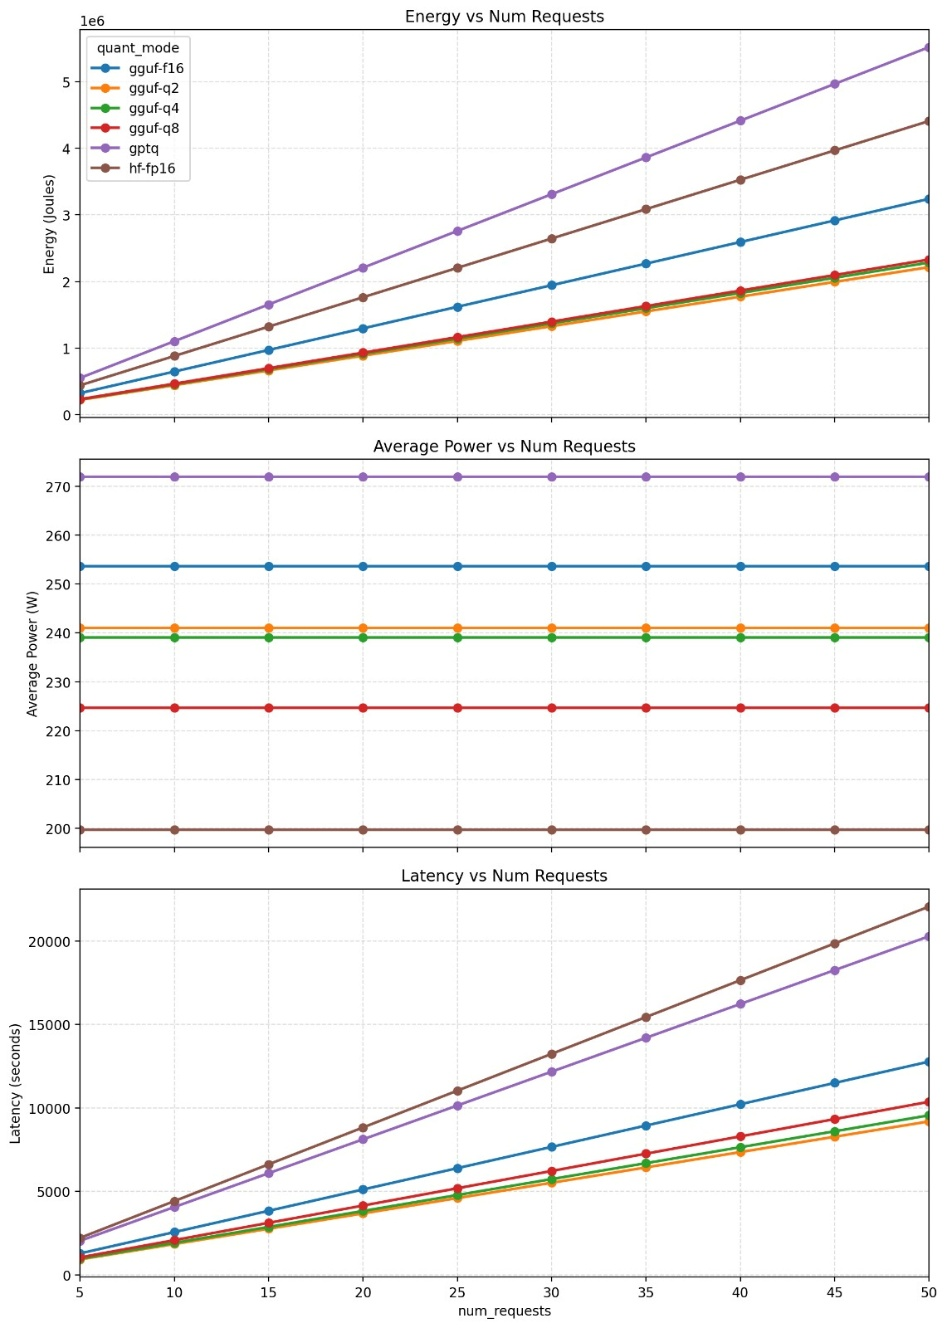 Energy vs Num Requests
1e6
quant_mode
gguf-f16
gguf-q2
gguf-q4
gguf-q8
gptq
hf-fp16
5
4
3
2
1
0
Energy (Joules)
Average Power vs Num Requests
270
260
250
240
230
220
210
200
Average Power (W)
Latency vs Num Requests
20000
15000
10000
5000
0
Latency (seconds)
5 10 15 20 25 30 35 40 45 50
num_requests